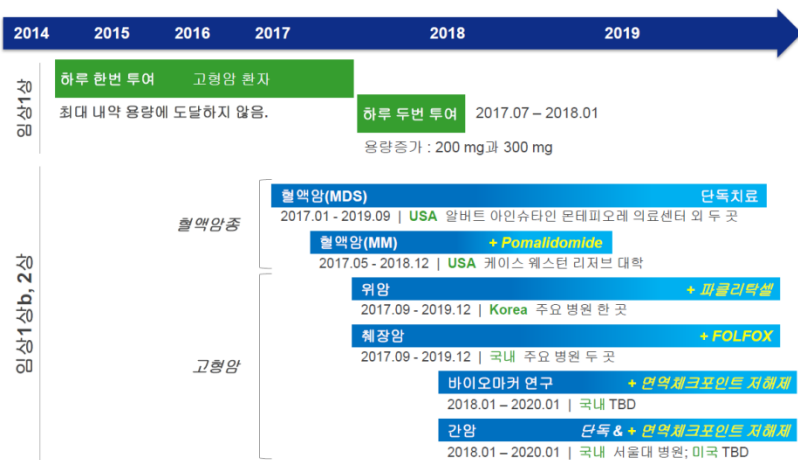 2014 2015 2016 2017 2018 2019
임상1상
하루 한번 투여 고형암 환자
최대 내약 용량에 도달하지 않음.
하루 두번 투여 2017.07 – 2018.01
용량증가 : 200 mg과 300 mg
임상1상b, 2상
혈액암종
혈액암(MDS) 단독치료
2017.01 - 2019.09 | USA 알버트 아인슈타인 몬테피오레 의료센터 외 두 곳
혈액암(MM) + Pomalidomide
2017.05 - 2018.12 | USA 케이스 웨스턴 리저브 대학
고형암
위암 + 파클리탁셀
2017.09 - 2019.12 | Korea 주요 병원 한 곳
췌장암 + FOLFOX
2017.09 - 2019.12 | 국내 주요 병원 두 곳
바이오마커 연구 + 면역체크포인트 저해제
2018.01 – 2020.01 | 국내 TBD
간암 단독 & + 면역체크포인트 저해제
2018.01 – 2020.01 | 국내 서울대 병원; 미국 TBD